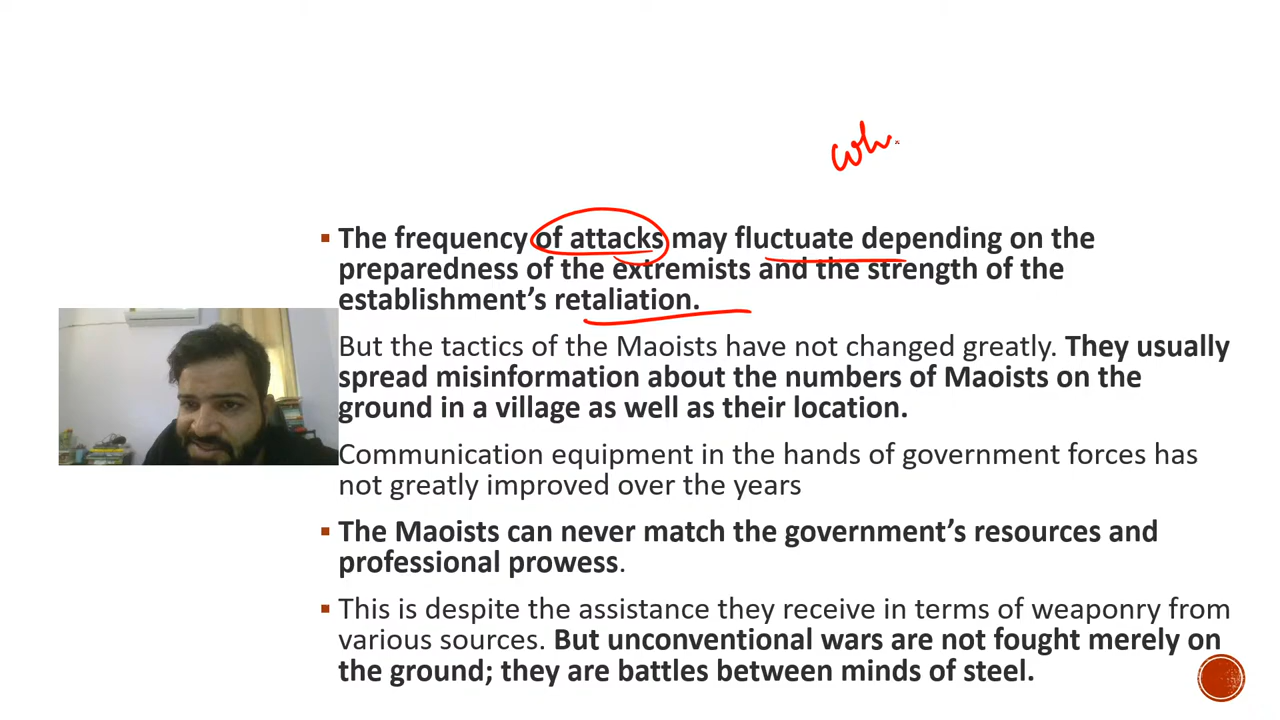 wh
The frequency of attacks may fluctuate depending on the
preparedness of the extremists and the strength of the
establishment’s retaliation.
But the tactics of the Maoists have not changed greatly. They usually
spread misinformation about the numbers of Maoists on the
ground in a village as well as their location.
Communication equipment in the hands of government forces has
not greatly improved over the years
The Maoists can never match the government’s resources and
professional prowess.
This is despite the assistance they receive in terms of weaponry from
various sources. But unconventional wars are not fought merely on
the ground; they are battles between minds of steel.